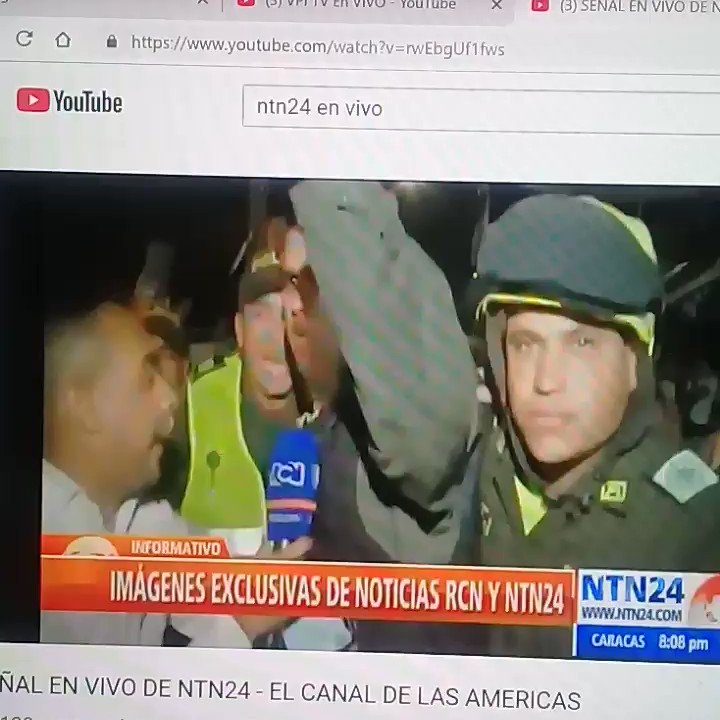 (3) VPI TV EN VIVO - YouTube
(3) SEÑAL EN VIVO DE N
https://www.youtube.com/watch?v=rwEbgUf1fws
YouTube
ntn24 en vivo
RCN
INFORMATIVO
IMÁGENES EXCLUSIVAS DE NOTICIAS RCN Y NTN24
NTN24
WWW.NTN24.COM
CARACAS 8:08 pm
ÑAL EN VIVO DE NTN24 - EL CANAL DE LAS AMERICAS